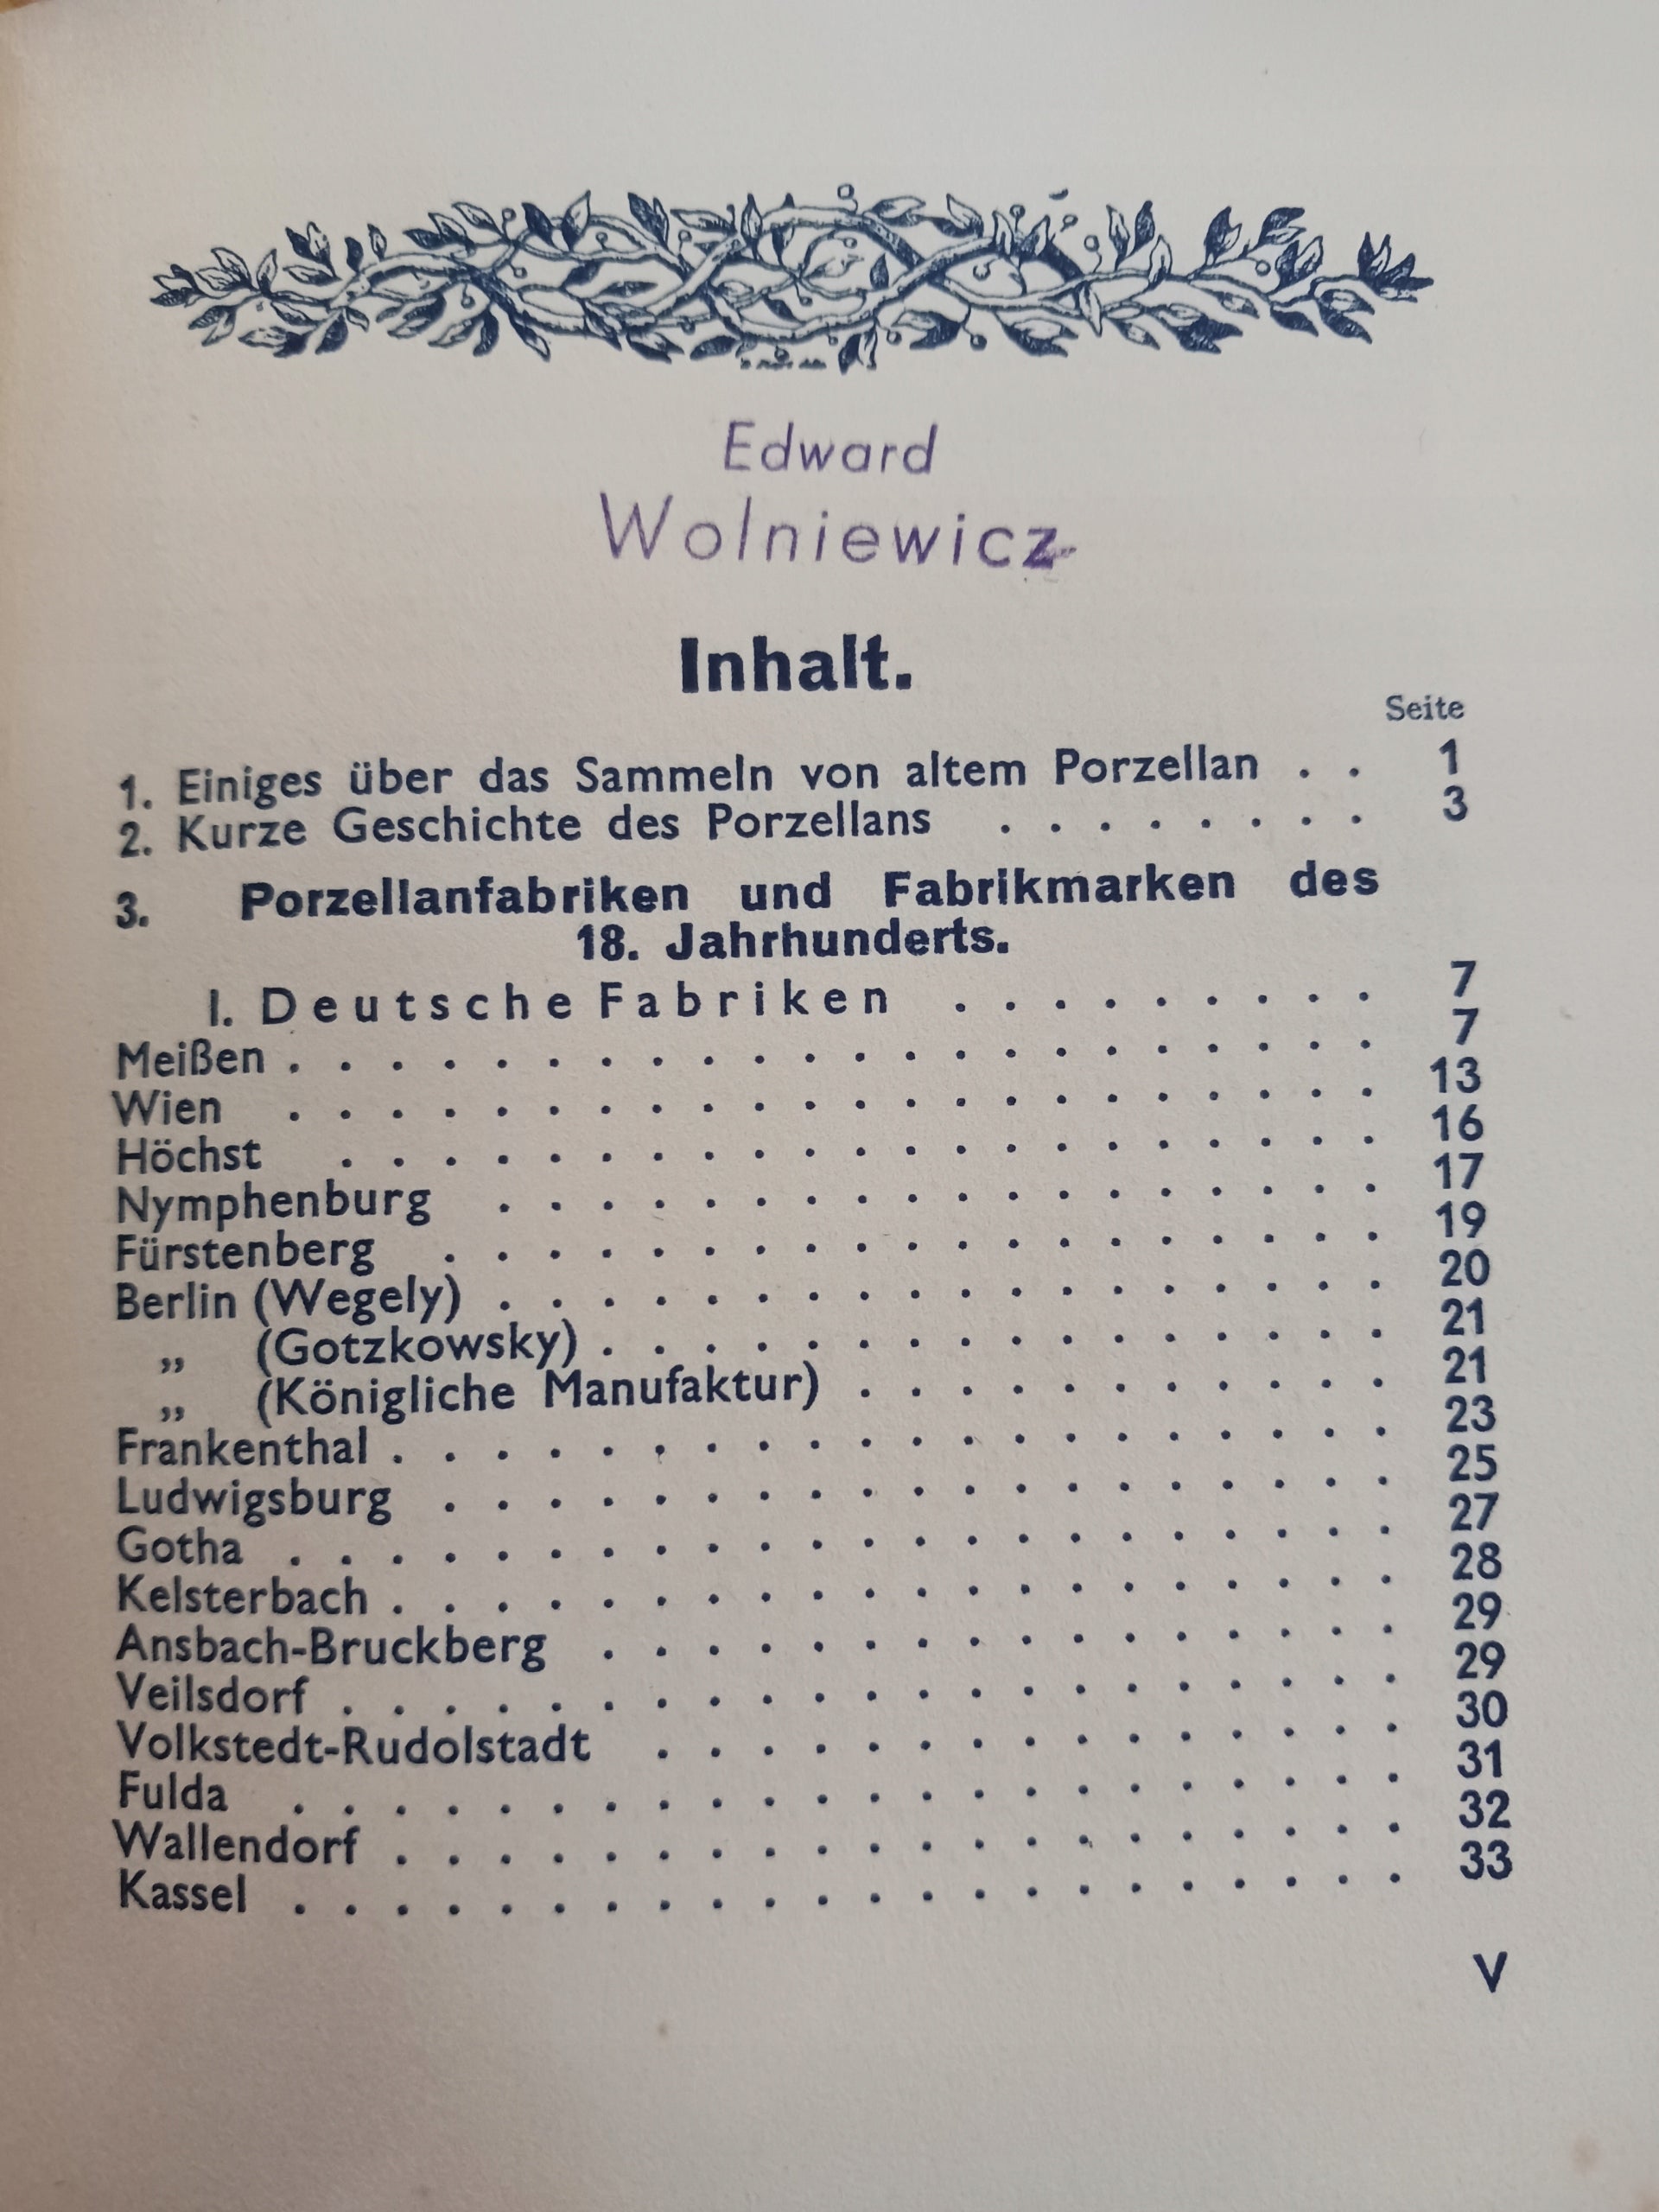 Edward
Wolniewicz
Inhalt.
Seite
1. Einiges über das Sammeln von altem Porzellan . . 1
2. Kurze Geschichte des Porzellans . . . . . . . . 3
3. Porzellanfabriken und Fabrikmarken des
18. Jahrhunderts.
I. Deutsche Fabriken . . . . . . . . . 7
Meißen . . . . . . . . . . . . . . . . . . . . . 7
Wien . . . . . . . . . . . . . . . . . . . . . 13
Höchst . . . . . . . . . . . . . . . . . . . . 16
Nymphenburg . . . . . . . . . . . . . . . . . 17
Fürstenberg . . . . . . . . . . . . . . . . . . 19
Berlin (Wegely) . . . . . . . . . . . . . . . . . 20
„ (Gotzkowsky) . . . . . . . . . . . . . . . 21
„ (Königliche Manufaktur) . . . . . . . . . . . 21
Frankenthal . . . . . . . . . . . . . . . . . . . 23
Ludwigsburg . . . . . . . . . . . . . . . . . . 25
Gotha . . . . . . . . . . . . . . . . . . . . . 27
Kelsterbach . . . . . . . . . . . . . . . . . . . 28
Ansbach-Bruckberg . . . . . . . . . . . . . . . 29
Veilsdorf . . . . . . . . . . . . . . . . . . . . 29
Volkstedt-Rudolstadt . . . . . . . . . . . . . . 30
Fulda . . . . . . . . . . . . . . . . . . . . . 31
Wallendorf . . . . . . . . . . . . . . . . . . . 32
Kassel . . . . . . . . . . . . . . . . . . . . . 33
V